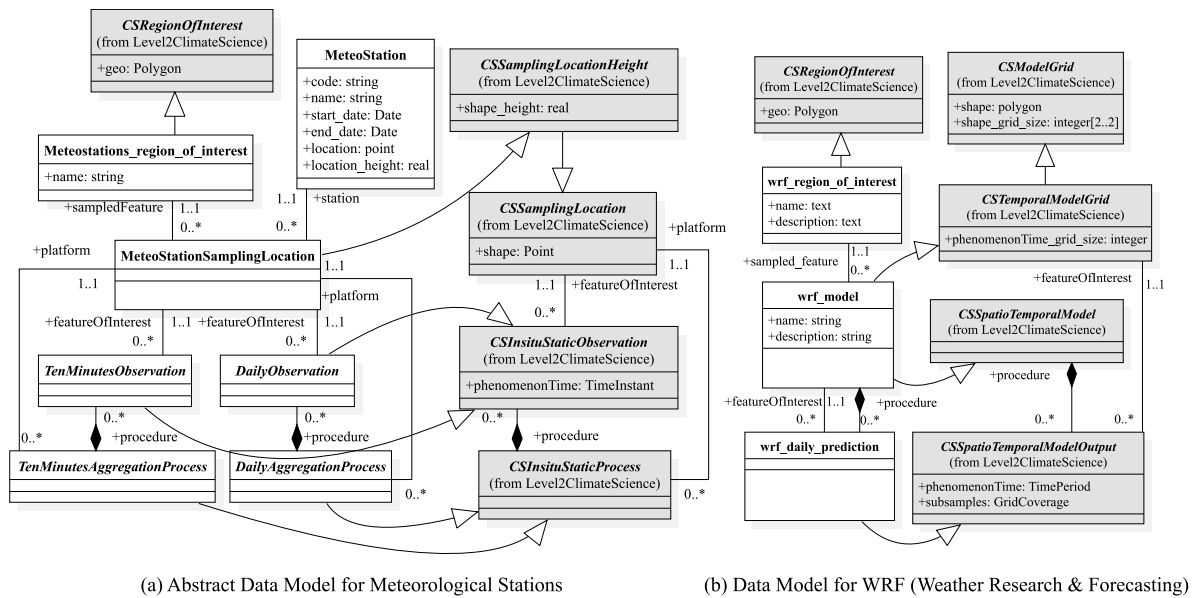 CSRegionOfInterest
(from Level2ClimateScience)
+geo: Polygon
MeteoStation
+code: string
+name: string
+start_date: Date
+end_date: Date
+location: point
+location_height: real
CSSamplingLocationHeight
(from Level2ClimateScience)
+shape_height: real
Meteostations_region_of_interest
+name: string
+sampledFeature
1..1
0..*
1..1
+station
0..*
CSSamplingLocation
(from Level2ClimateScience)
+shape: Point
+platform
1..1
+platform
1..1
MeteoStationSamplingLocation
1..1
+platform
1..1
+featureOfInterest
0..*
+featureOfInterest
1..1
0..*
+featureOfInterest
1..1
0..*
CSInsituStaticObservation
(from Level2ClimateScience)
+phenomenonTime: TimeInstant
TenMinutesObservation
DailyObservation
0..*
+procedure
0..*
0..*
+procedure
0..*
+procedure
TenMinutesAggregationProcess
DailyAggregationProcess
0..*
CSInsituStaticProcess
(from Level2ClimateScience)
0..*
(a) Abstract Data Model for Meteorological Stations
CSRegionOfInterest
(from Level2ClimateScience)
+geo: Polygon
CSModelGrid
(from Level2ClimateScience)
+shape: polygon
+shape_grid_size: integer[2..2]
wrf_region_of_interest
+name: text
+description: text
CSTemporalModelGrid
(from Level2ClimateScience)
+phenomenonTime_grid_size: integer
+sampled_feature
1..1
0..*
+featureOfInterest
1..1
wrf_model
+name: string
+description: string
CSSpatioTemporalModel
(from Level2ClimateScience)
+procedure
0..*
0..*
+featureOfInterest
1..1
0..*
+procedure
0..*
wrf_daily_prediction
CSSpatioTemporalModelOutput
(from Level2ClimateScience)
+phenomenonTime: TimePeriod
+subsamples: GridCoverage
(b) Data Model for WRF (Weather Research & Forecasting)